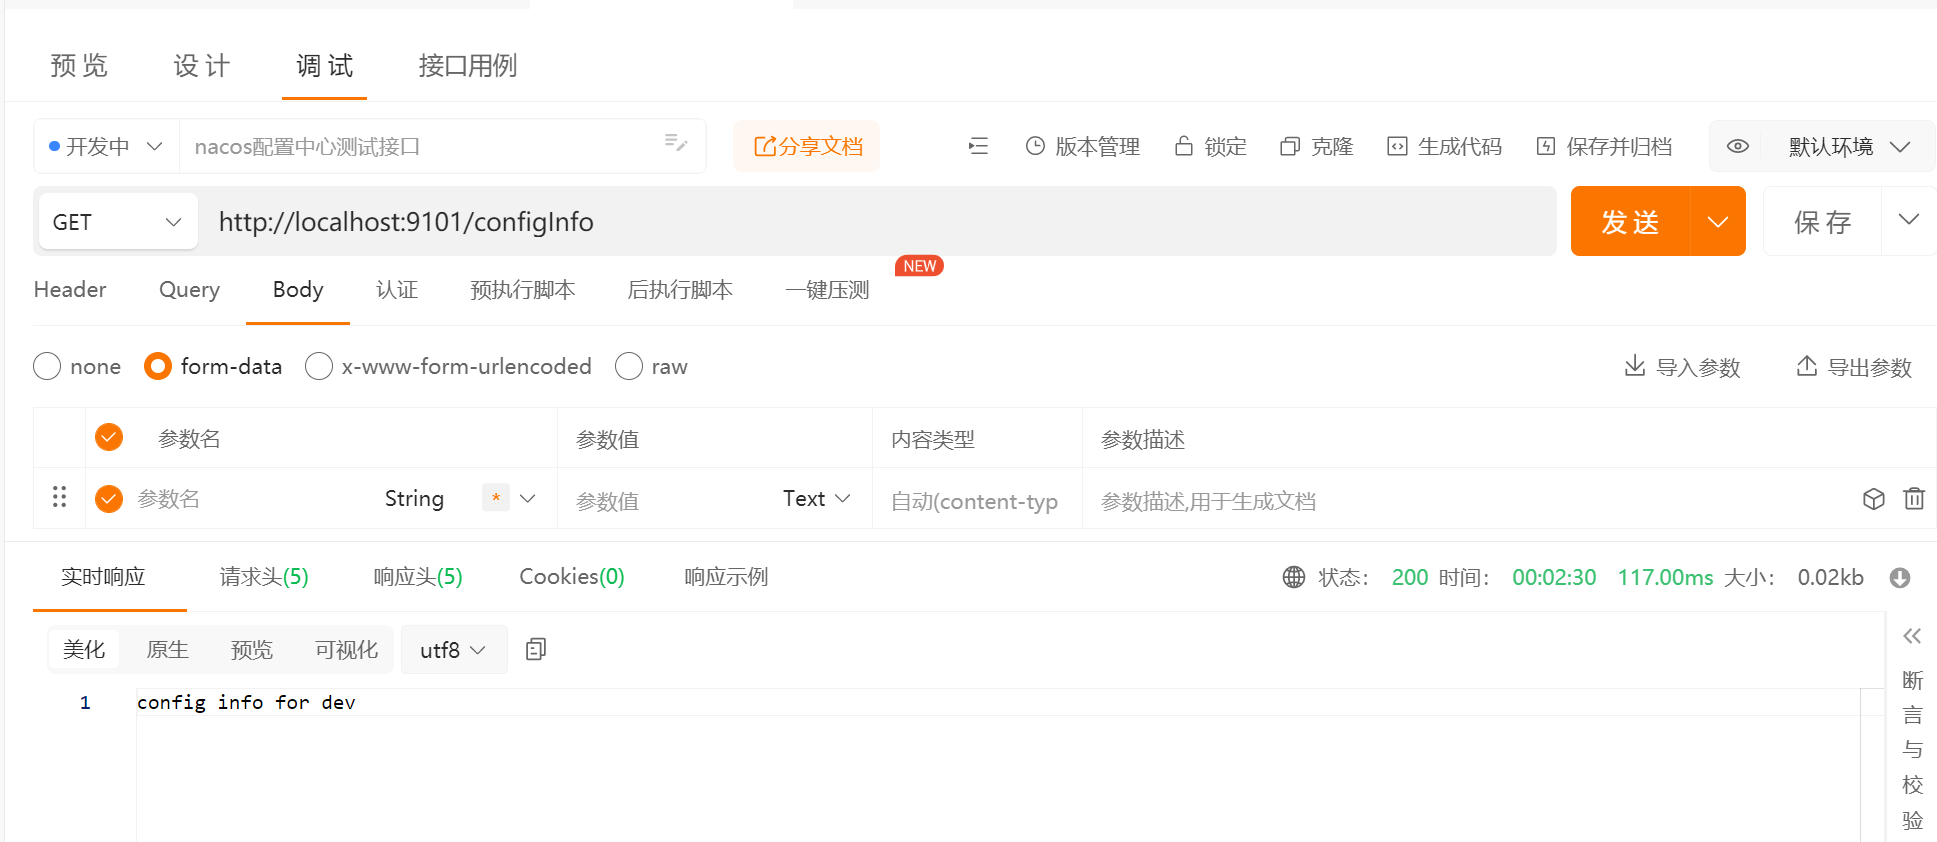 预 览 设 计 调 试 接口用例
开发中 nacos配置中心测试接口 分享文档 版本管理 锁定 克隆 生成代码 保存并归档 默认环境
GET http://localhost:9101/configInfo 发 送 保 存
NEW
Header Query Body 认证 预执行脚本 后执行脚本 一键压测
none form-data x-www-form-urlencoded raw 导入参数 导出参数
参数名 参数值 内容类型 参数描述
参数名 String * 参数值 Text 自动(content-typ 参数描述,用于生成文档
实时响应 请求头(5) 响应头(5) Cookies(0) 响应示例 状态： 200 时间： 00:02:30 117.00ms 大小： 0.02kb
美化 原生 预览 可视化 utf8
1 config info for dev
断
言
与
校
验